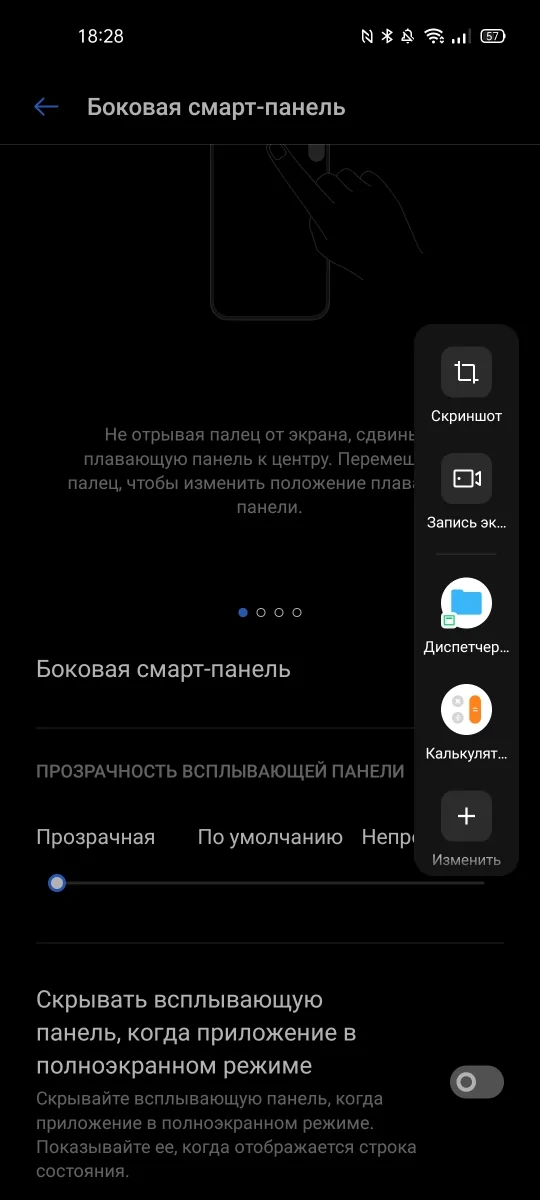 18:28
57
Боковая смарт-панель
Не отрывая палец от экрана, сдвинь
плавающую панель к центру. Перемещ
палец, чтобы изменить положение плава
панели.
Боковая смарт-панель
ПРОЗРАЧНОСТЬ ВСПЛЫВАЮЩЕЙ ПАНЕЛИ
Прозрачная По умолчанию Непро
Скрывать всплывающую
панель, когда приложение в
полноэкранном режиме
Скрывайте всплывающую панель, когда
приложение в полноэкранном режиме.
Показывайте ее, когда отображается строка
состояния.
Скриншот
Запись эк...
Диспетчер...
Калькулят...
Изменить